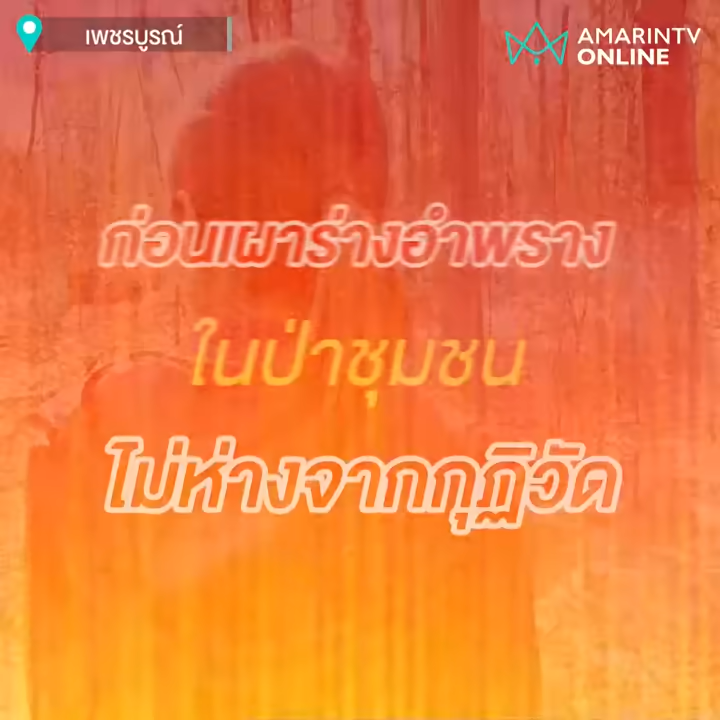 เพชรบูรณ์
AMARINTV
ONLINE
ก่อนเผาร่างอำพราง
ในป่าชุมชน
ไม่ห่างจากกุฏิวัด